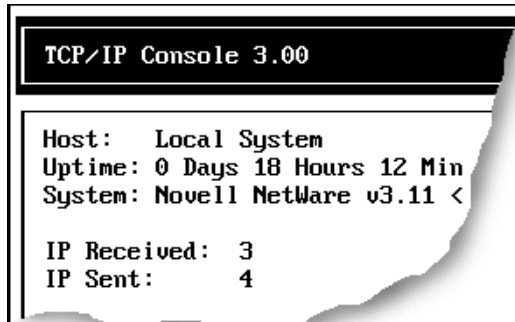 TCP/IP Console 3.00
Host: Local System
Uptime: 0 Days 18 Hours 12 Min
System: Novell NetWare v3.11 <
IP Received: 3
IP Sent: 4